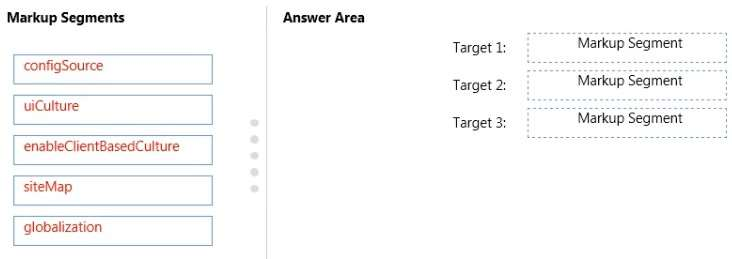 Markup Segments
configSource
uiCulture
enableClientBasedCulture
siteMap
globalization
Answer Area
Target 1: Markup Segment
Target 2: Markup Segment
Target 3: Markup Segment